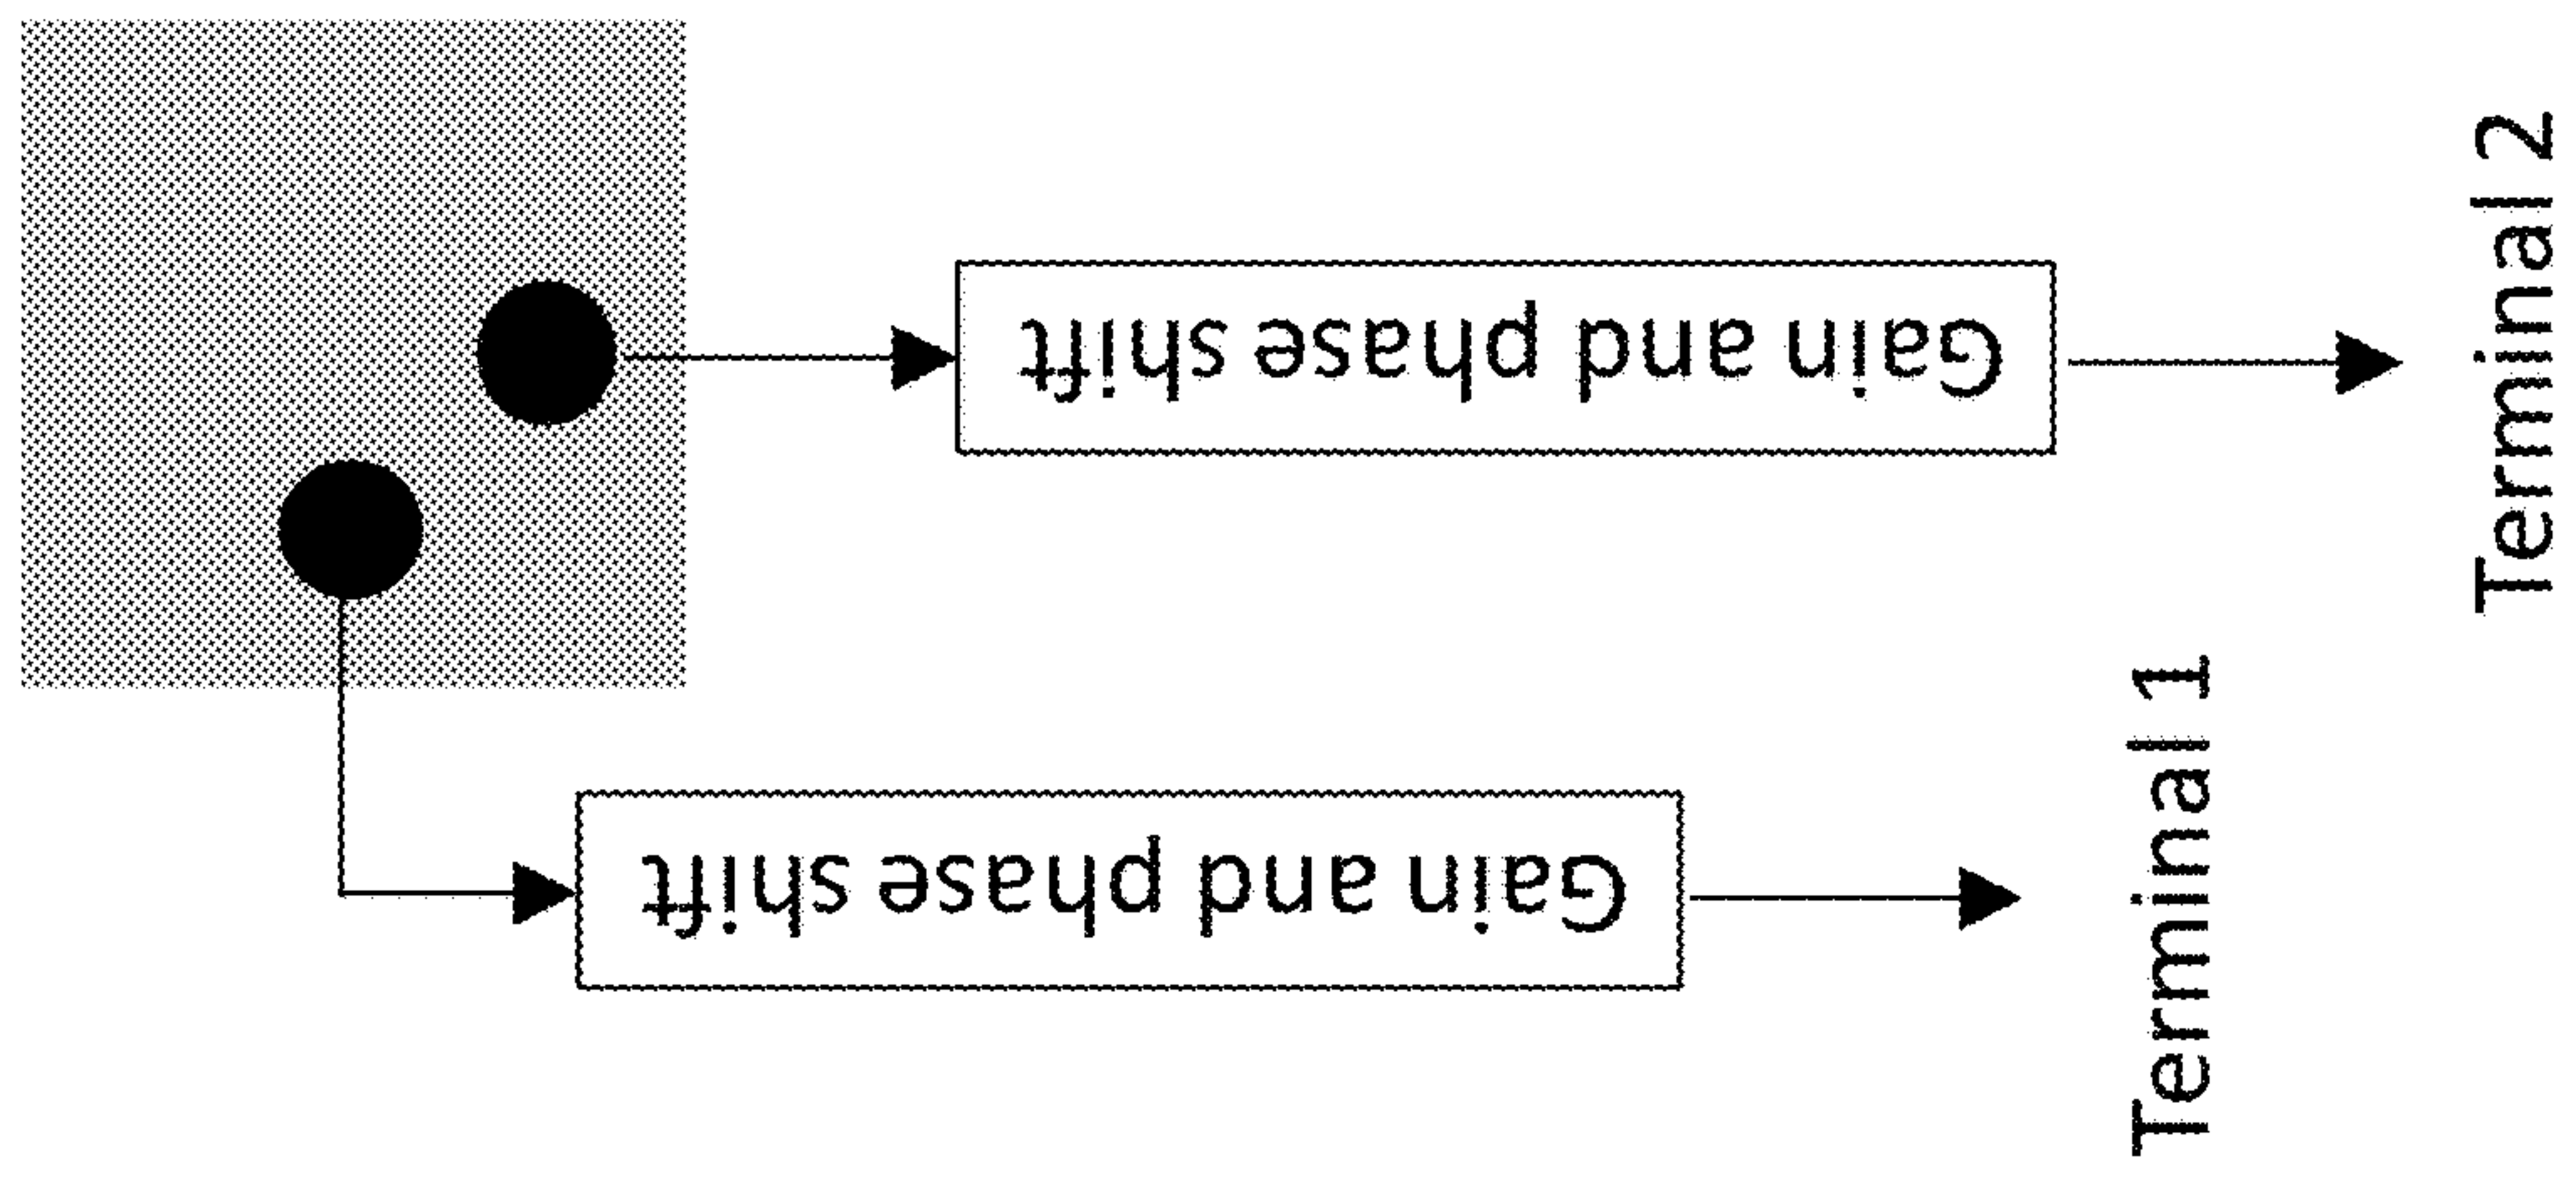 Gain and phase shift
Terminal 2
Gain and phase shift
Terminal 1